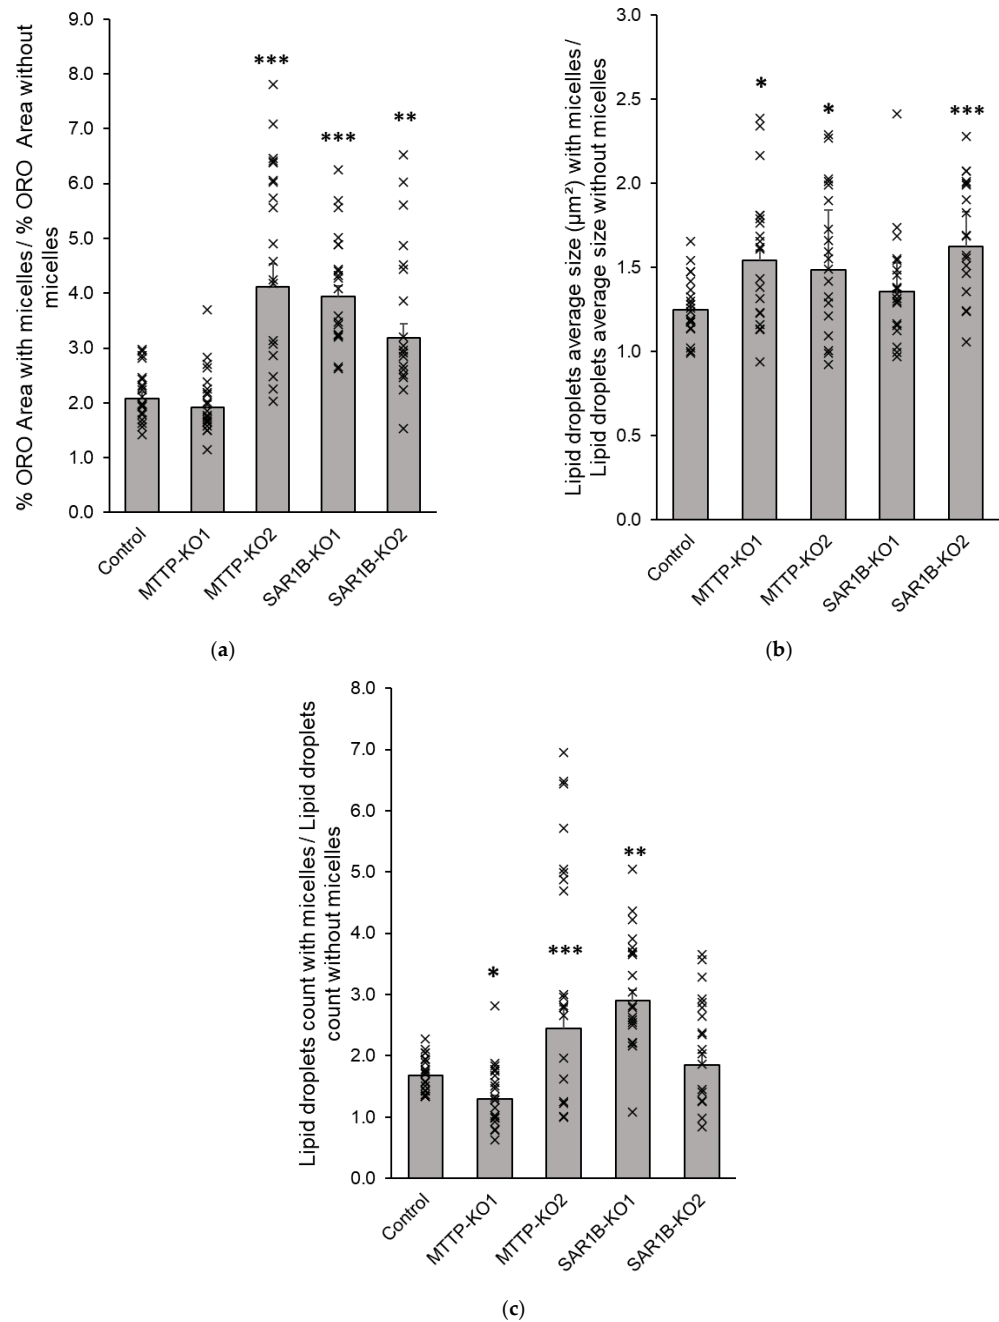 % ORO Area with micelles / % ORO Area without
micelles
9.0
8.0
7.0
6.0
5.0
4.0
3.0
2.0
1.0
0.0
***
***
**
Control
MTTP-KO1
MTTP-KO2
SAR1B-KO1
SAR1B-KO2
(a)
Lipid droplets average size (µm²) with micelles /
Lipid droplets average size without micelles
3.0
2.5
2.0
1.5
1.0
0.5
0.0
*
*
***
Control
MTTP-KO1
MTTP-KO2
SAR1B-KO1
SAR1B-KO2
(b)
Lipid droplets count with micelles / Lipid droplets
count without micelles
8.0
7.0
6.0
5.0
4.0
3.0
2.0
1.0
0.0
*
***
**
Control
MTTP-KO1
MTTP-KO2
SAR1B-KO1
SAR1B-KO2
(c)